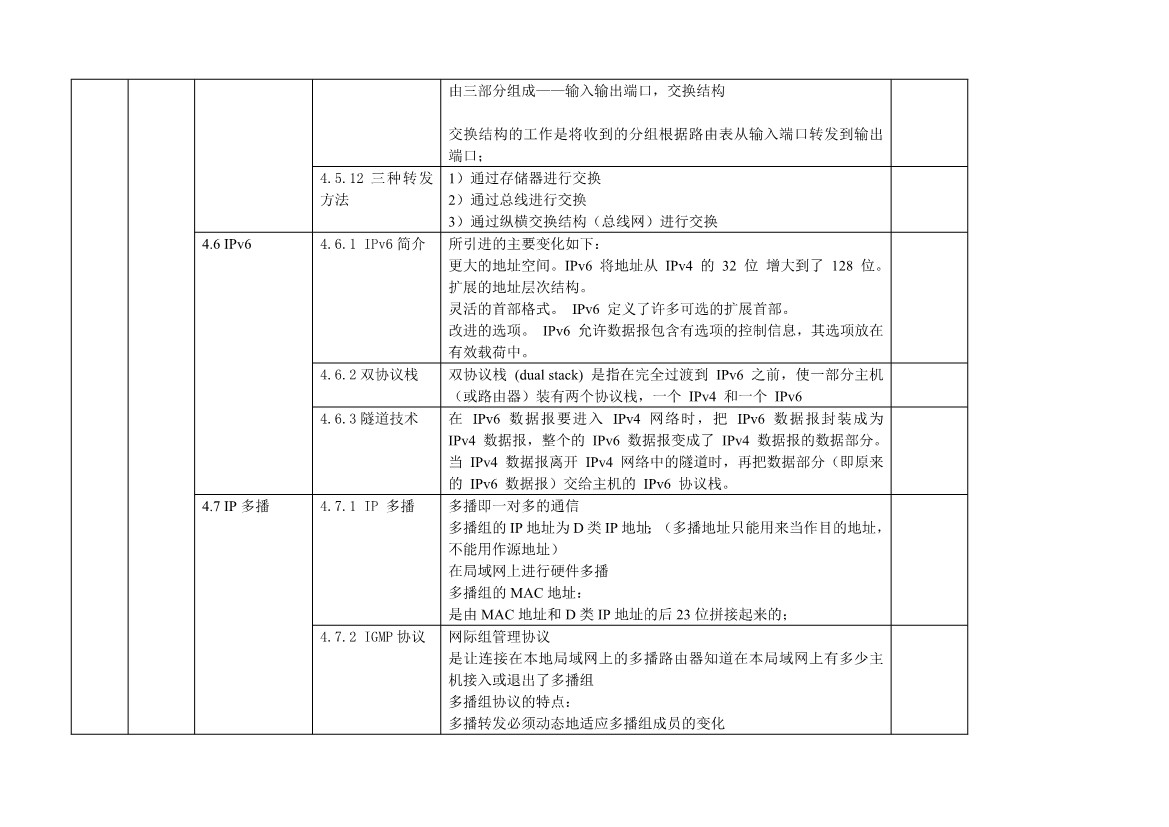 由三部分组成——输入输出端口，交换结构
交换结构的工作是将收到的分组根据路由表从输入端口转发到输出
端口；
4.5.12 三种转发
方法
1）通过存储器进行交换
2）通过总线进行交换
3）通过纵横交换结构（总线网）进行交换
4.6 IPv6
4.6.1 IPv6 简介
所引进的主要变化如下：
更大的地址空间。IPv6 将地址从 IPv4 的 32 位 增大到了 128 位。
扩展的地址层次结构。
灵活的首部格式。 IPv6 定义了许多可选的扩展首部。
改进的选项。 IPv6 允许数据报包含有选项的控制信息，其选项放在
有效载荷中。
4.6.2 双协议栈
双协议栈 (dual stack) 是指在完全过渡到 IPv6 之前，使一部分主机
（或路由器）装有两个协议栈，一个 IPv4 和一个 IPv6
4.6.3 隧道技术
在 IPv6 数据报要进入 IPv4 网络时，把 IPv6 数据报封装成为
IPv4 数据报，整个的 IPv6 数据报变成了 IPv4 数据报的数据部分。
当 IPv4 数据报离开 IPv4 网络中的隧道时，再把数据部分（即原来
的 IPv6 数据报）交给主机的 IPv6 协议栈。
4.7 IP 多播
4.7.1 IP 多播
多播即一对多的通信
多播组的 IP 地址为 D 类 IP 地址；（多播地址只能用来当作目的地址，
不能用作源地址）
在局域网上进行硬件多播
多播组的 MAC 地址：
是由 MAC 地址和 D 类 IP 地址的后 23 位拼接起来的；
4.7.2 IGMP 协议
网际组管理协议
是让连接在本地局域网上的多播路由器知道在本局域网上有多少主
机接入或退出了多播组
多播组协议的特点：
多播转发必须动态地适应多播组成员的变化